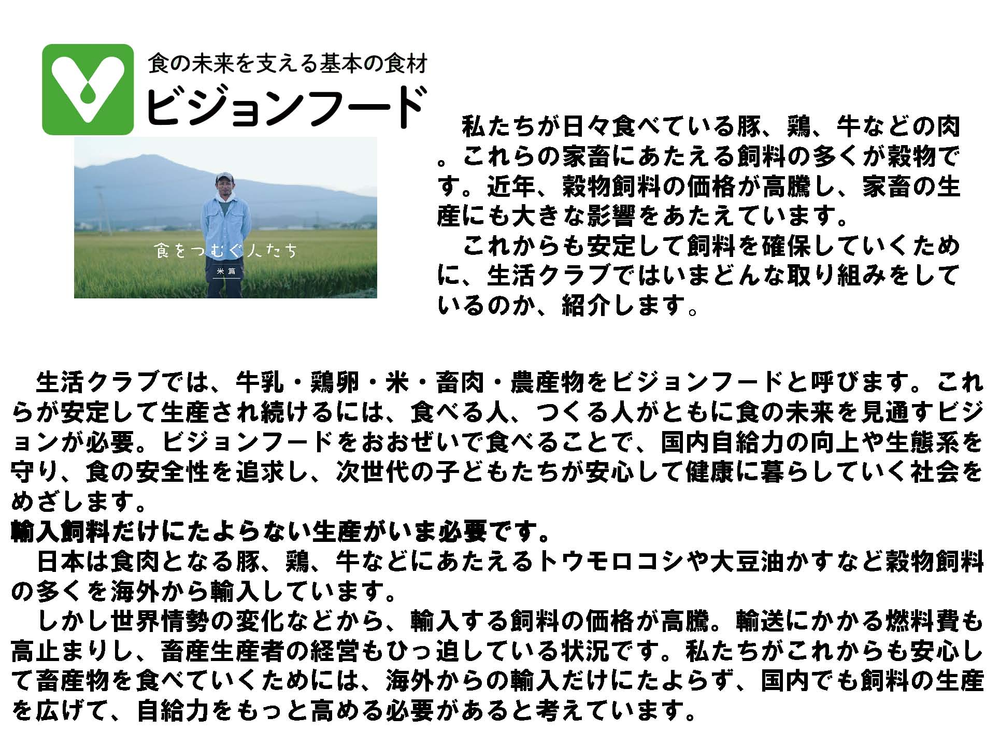 食の未来を支える基本の食材
ビジョンフード
食をつむぐ人たち
米篇
　私たちが日々食べている豚、鶏、牛などの肉
。これらの家畜にあたえる飼料の多くが穀物で
す。近年、穀物飼料の価格が高騰し、家畜の生
産にも大きな影響をあたえています。
　これからも安定して飼料を確保していくため
に、生活クラブではいまどんな取り組みをして
いるのか、紹介します。
　生活クラブでは、牛乳・鶏卵・米・畜肉・農産物をビジョンフードと呼びます。これ
らが安定して生産され続けるには、食べる人、つくる人がともに食の未来を見通すビジ
ョンが必要。ビジョンフードをおおぜいで食べることで、国内自給力の向上や生態系を
守り、食の安全性を追求し、次世代の子どもたちが安心して健康に暮らしていく社会を
めざします。
輸入飼料だけにたよらない生産がいま必要です。
　日本は食肉となる豚、鶏、牛などにあたえるトウモロコシや大豆油かすなど穀物飼料
の多くを海外から輸入しています。
　しかし世界情勢の変化などから、輸入する飼料の価格が高騰。輸送にかかる燃料費も
高止まりし、畜産生産者の経営もひっ迫している状況です。私たちがこれからも安心し
て畜産物を食べていくためには、海外からの輸入だけにたよらず、国内でも飼料の生産
を広げて、自給力をもっと高める必要があると考えています。